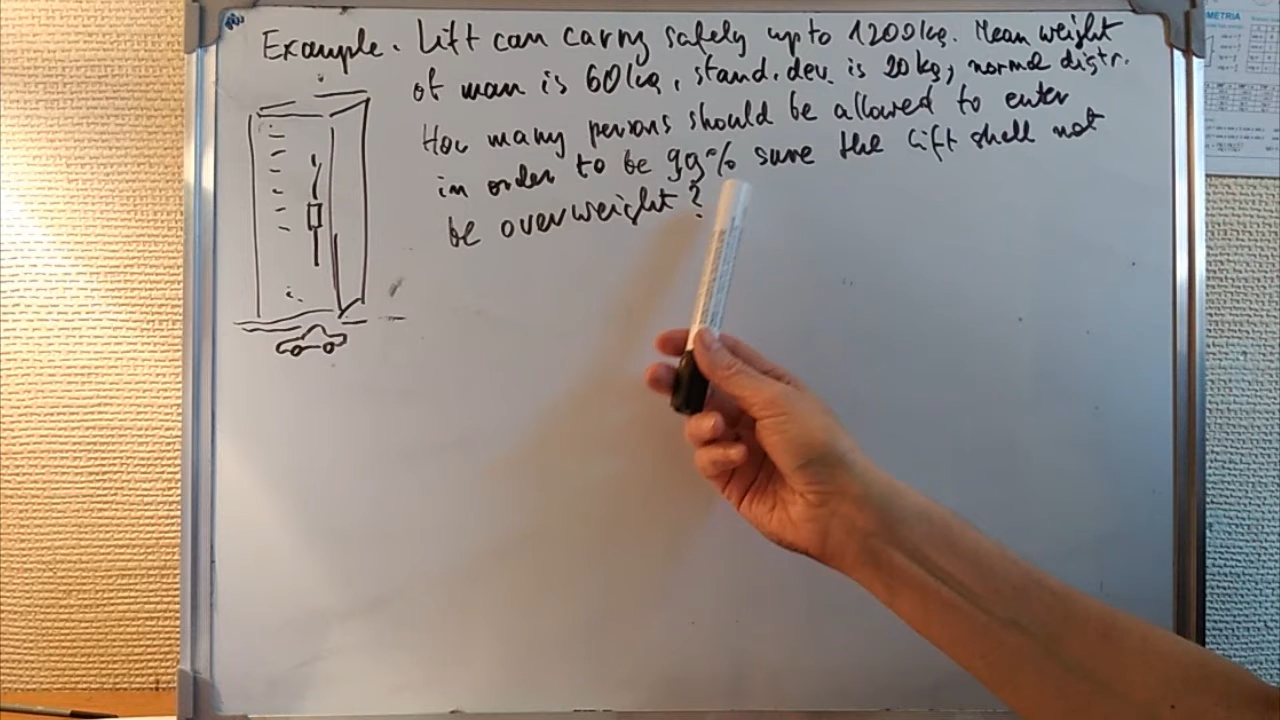 Example. Lift can carry safely up to 1200kg. Mean weight
of man is 60kg, stand. dev. is 20kg, normal distr.
How many persons should be allowed to enter
in order to be 99% sure the lift shall not
be overweight?